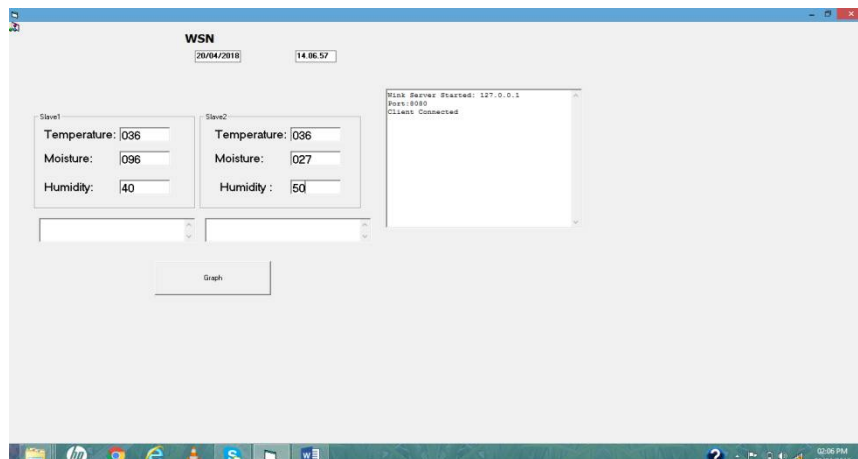 WSN
20/04/2018 14.06.57
Wink Server Started: 127.0.0.1
Port:8080
Client Connected
Slave1
Temperature: 036
Moisture: 096
Humidity: 40
Slave2
Temperature: 036
Moisture: 027
Humidity : 50
Graph
02:06 PM